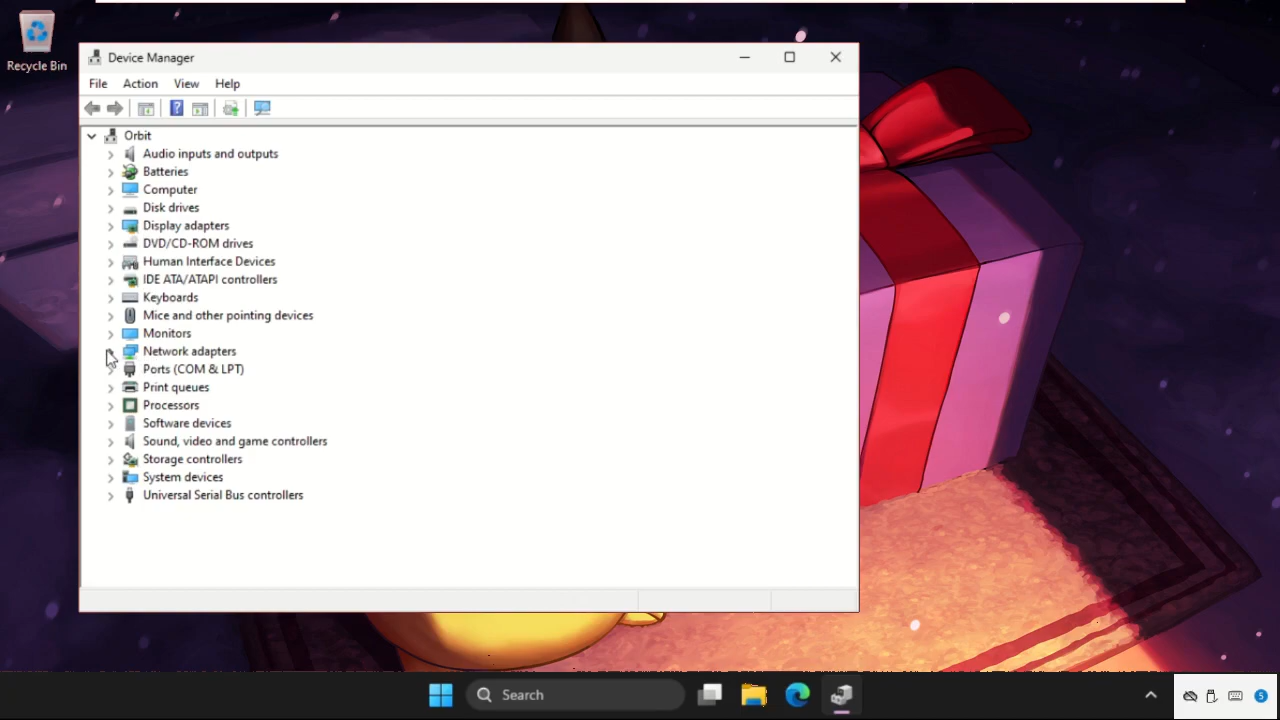 Recycle Bin
Device Manager
File Action View Help
Orbit
Audio inputs and outputs
Batteries
Computer
Disk drives
Display adapters
DVD/CD-ROM drives
Human Interface Devices
IDE ATA/ATAPI controllers
Keyboards
Mice and other pointing devices
Monitors
Network adapters
Ports (COM & LPT)
Print queues
Processors
Software devices
Sound, video and game controllers
Storage controllers
System devices
Universal Serial Bus controllers
Search
5